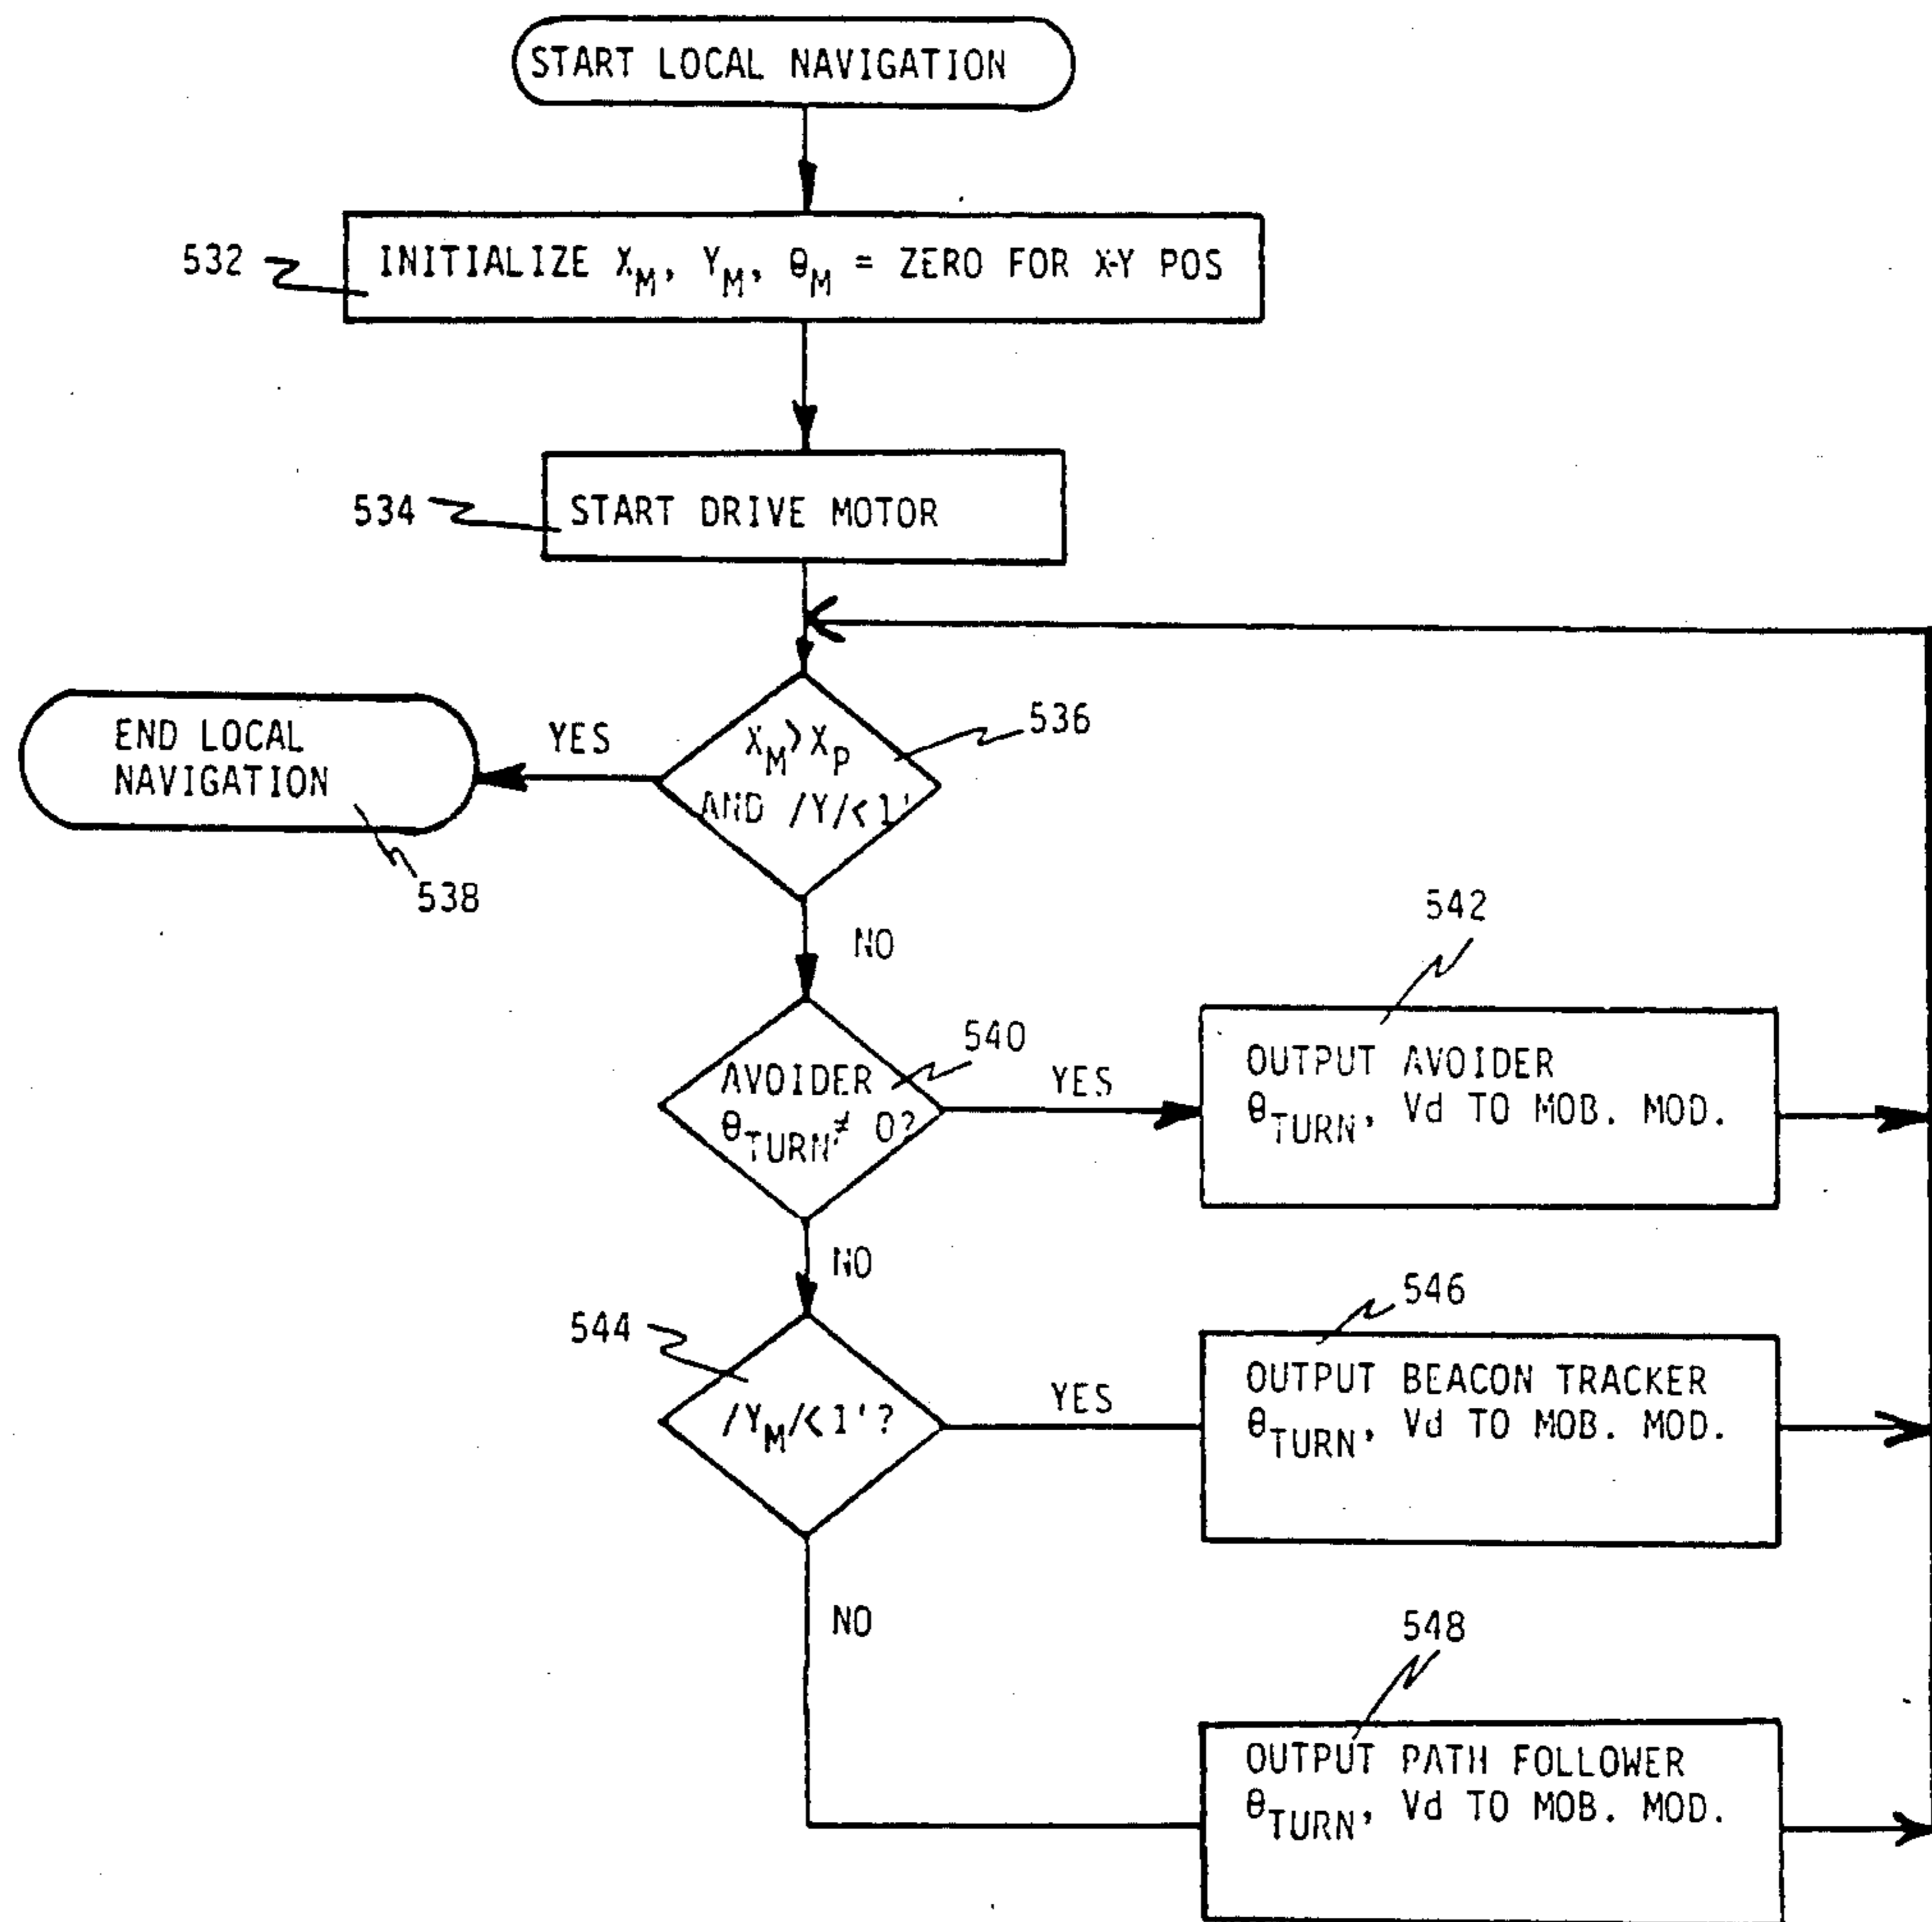 START LOCAL NAVIGATION
532
INITIALIZE X_M, Y_M, θ_M = ZERO FOR X-Y POS
534
START DRIVE MOTOR
END LOCAL
NAVIGATION
538
YES
X_M>X_P
AND /Y/<1'
536
NO
AVOIDER
θ_TURN, ≠ 0?
540
YES
542
OUTPUT AVOIDER
θ_TURN, Vd TO MOB. MOD.
NO
544
/Y_M/<1'?
YES
546
OUTPUT BEACON TRACKER
θ_TURN, Vd TO MOB. MOD.
NO
548
OUTPUT PATH FOLLOWER
θ_TURN, Vd TO MOB. MOD.